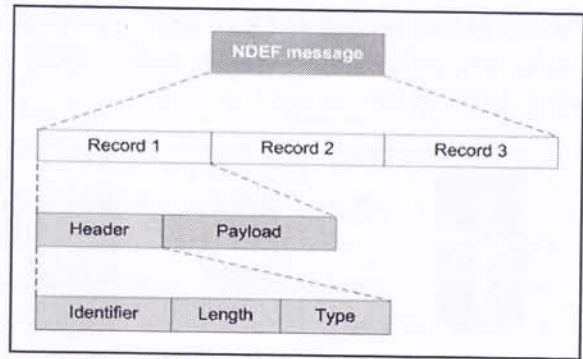 NDEF message
Record 1 Record 2 Record 3
Header Payload
Identifier Length Type